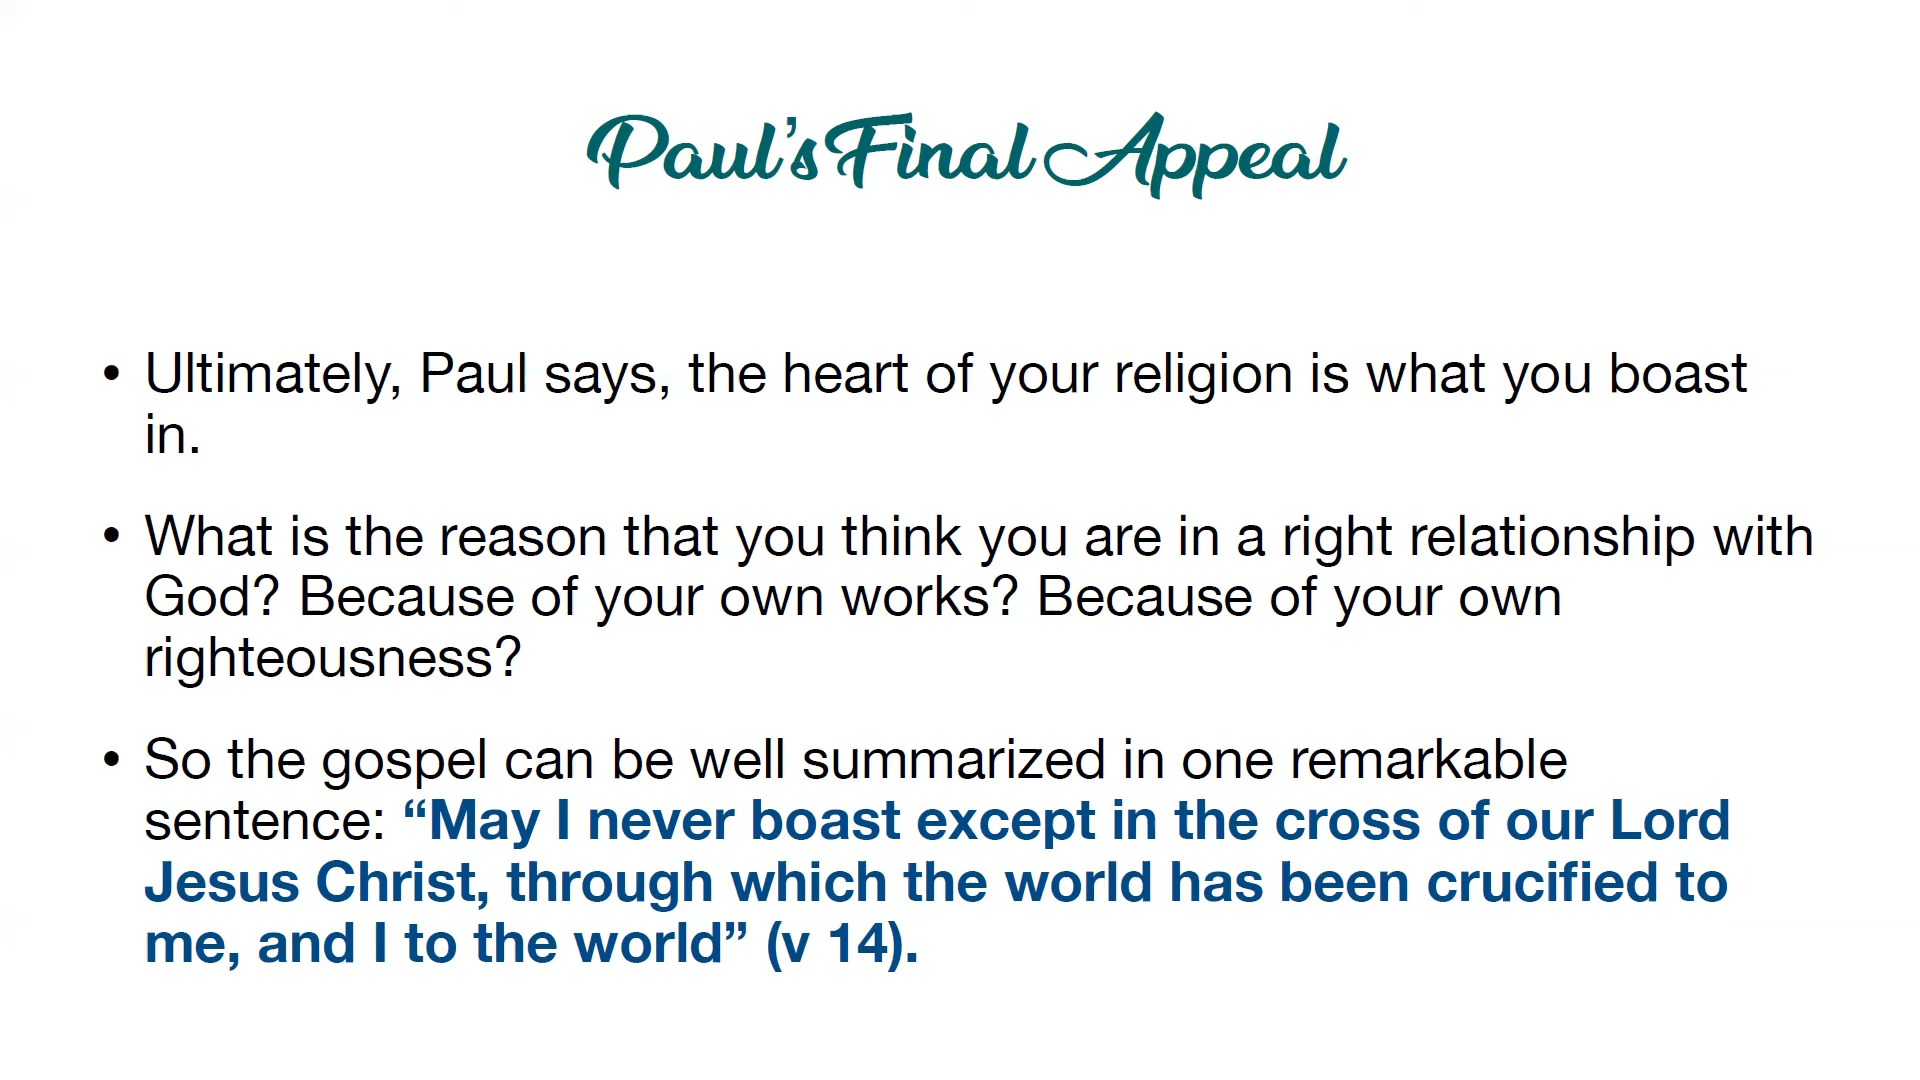 Paul’s Final Appeal
• Ultimately, Paul says, the heart of your religion is what you boast
in.
• What is the reason that you think you are in a right relationship with
God? Because of your own works? Because of your own
righteousness?
• So the gospel can be well summarized in one remarkable
sentence: “May I never boast except in the cross of our Lord
Jesus Christ, through which the world has been crucified to
me, and I to the world” (v 14).